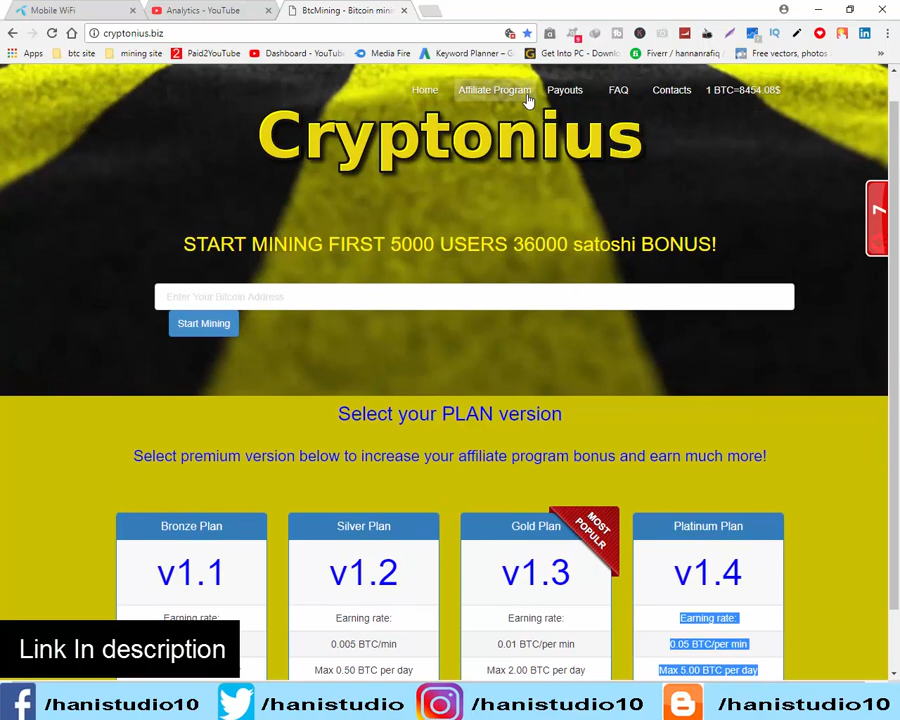 Mobile WiFi
Analytics - YouTube
BtcMining - Bitcoin mini
cryptonius.biz
Apps
btc site
mining site
Paid2YouTube
Dashboard - YouTu
Media Fire
Keyword Planner – G
Get Into PC - Downl
Fiverr / hannanrafiq /
Free vectors, photos
Home
Affiliate Program
Payouts
FAQ
Contacts
1 BTC=8454.08$
Cryptonius
7
START MINING FIRST 5000 USERS 36000 satoshi BONUS!
Enter Your Bitcoin Address
Start Mining
Select your PLAN version
Select premium version below to increase your affiliate program bonus and earn much more!
Bronze Plan
Silver Plan
Gold Plan
MOST
POPULR
Platinum Plan
v1.1
v1.2
v1.3
v1.4
Earning rate:
Earning rate:
Earning rate:
Earning rate:
0.005 BTC/min
0.01 BTC/per min
0.05 BTC/per min
Max 0.50 BTC per day
Max 2.00 BTC per day
Max 5.00 BTC per day
Link In description
/hanistudio10
/hanistudio
/hanistudio10
/hanistudio10